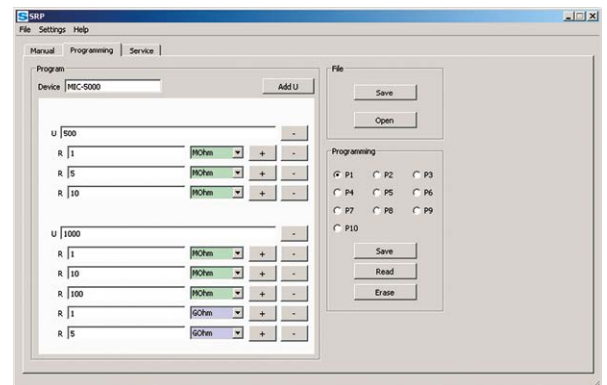 SRP
File Settings Help
Manual Programming Service
Program
Device MIC-5000 Add U
U 500 -
R 1 MOhm + -
R 5 MOhm + -
R 10 MOhm + -
U 1000 -
R 1 MOhm + -
R 10 MOhm + -
R 100 MOhm + -
R 1 GOhm + -
R 5 GOhm + -
File
Save
Open
Programming
P1 P2 P3
P4 P5 P6
P7 P8 P9
P10
Save
Read
Erase